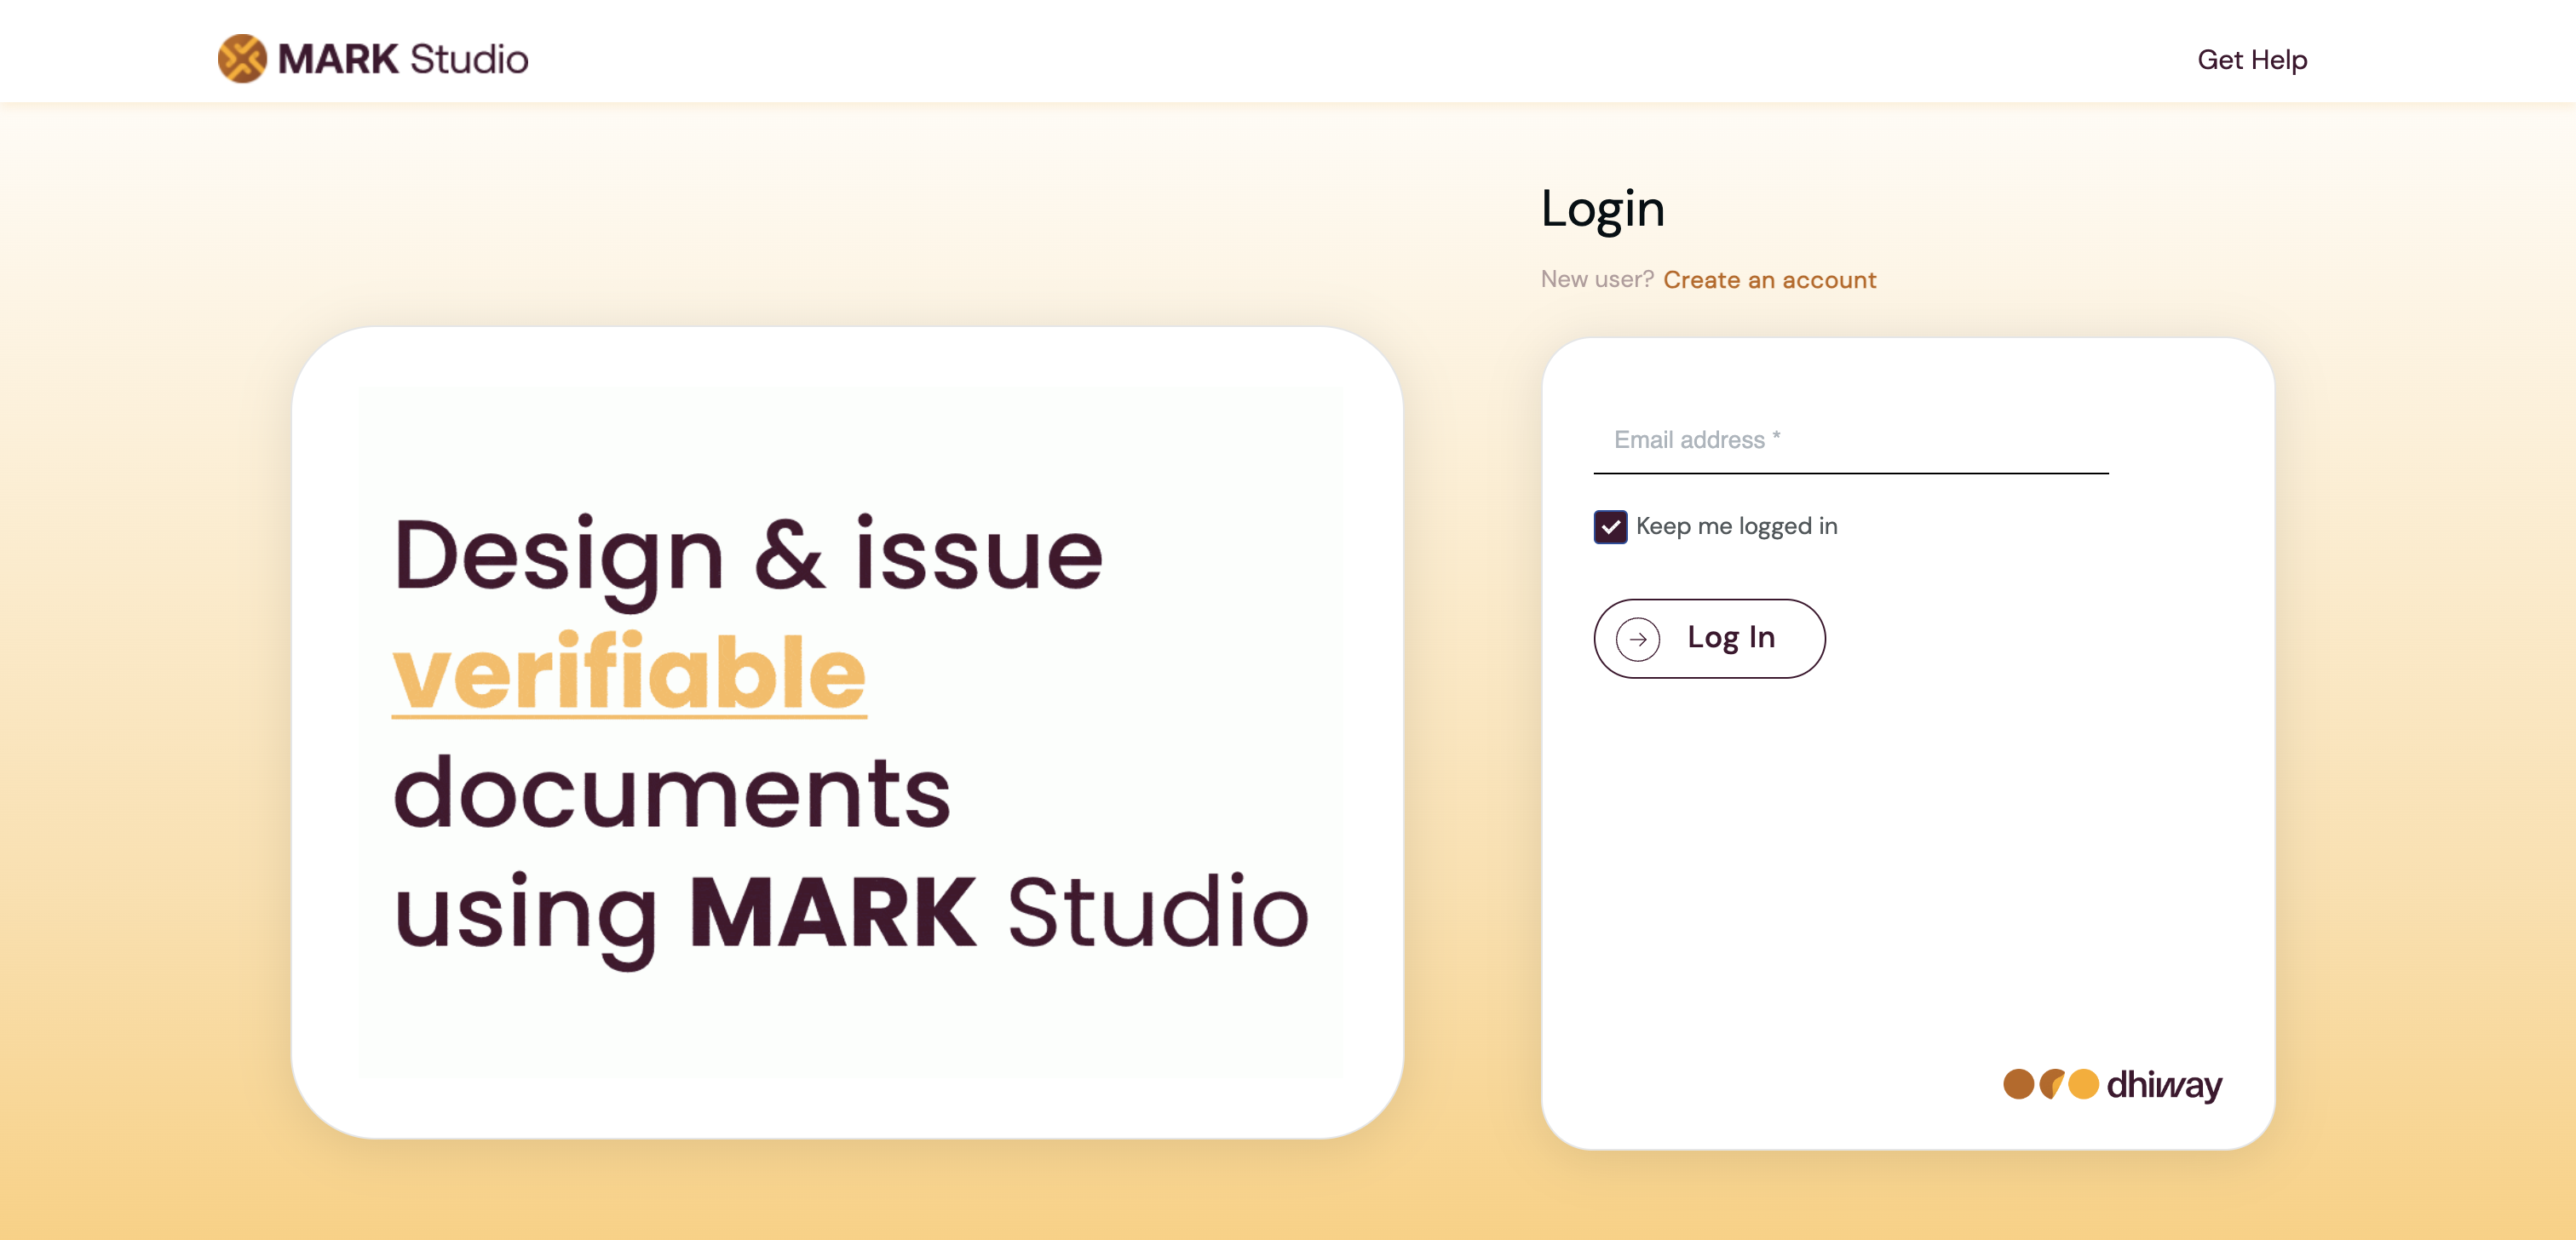 MARK Studio
Get Help
Login
New user? Create an account
Design & issue
verifiable
documents
using MARK Studio
Email address *
Keep me logged in
Log In
dhiway